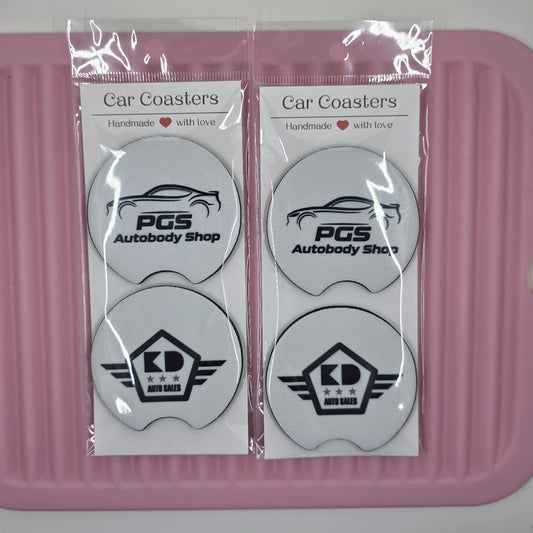 Car Coasters
Handmade with love
PGS
Autobody Shop
KD
AUTO SALES
Car Coasters
Handmade with love
PGS
Autobody Shop
KD
AUTO SALES